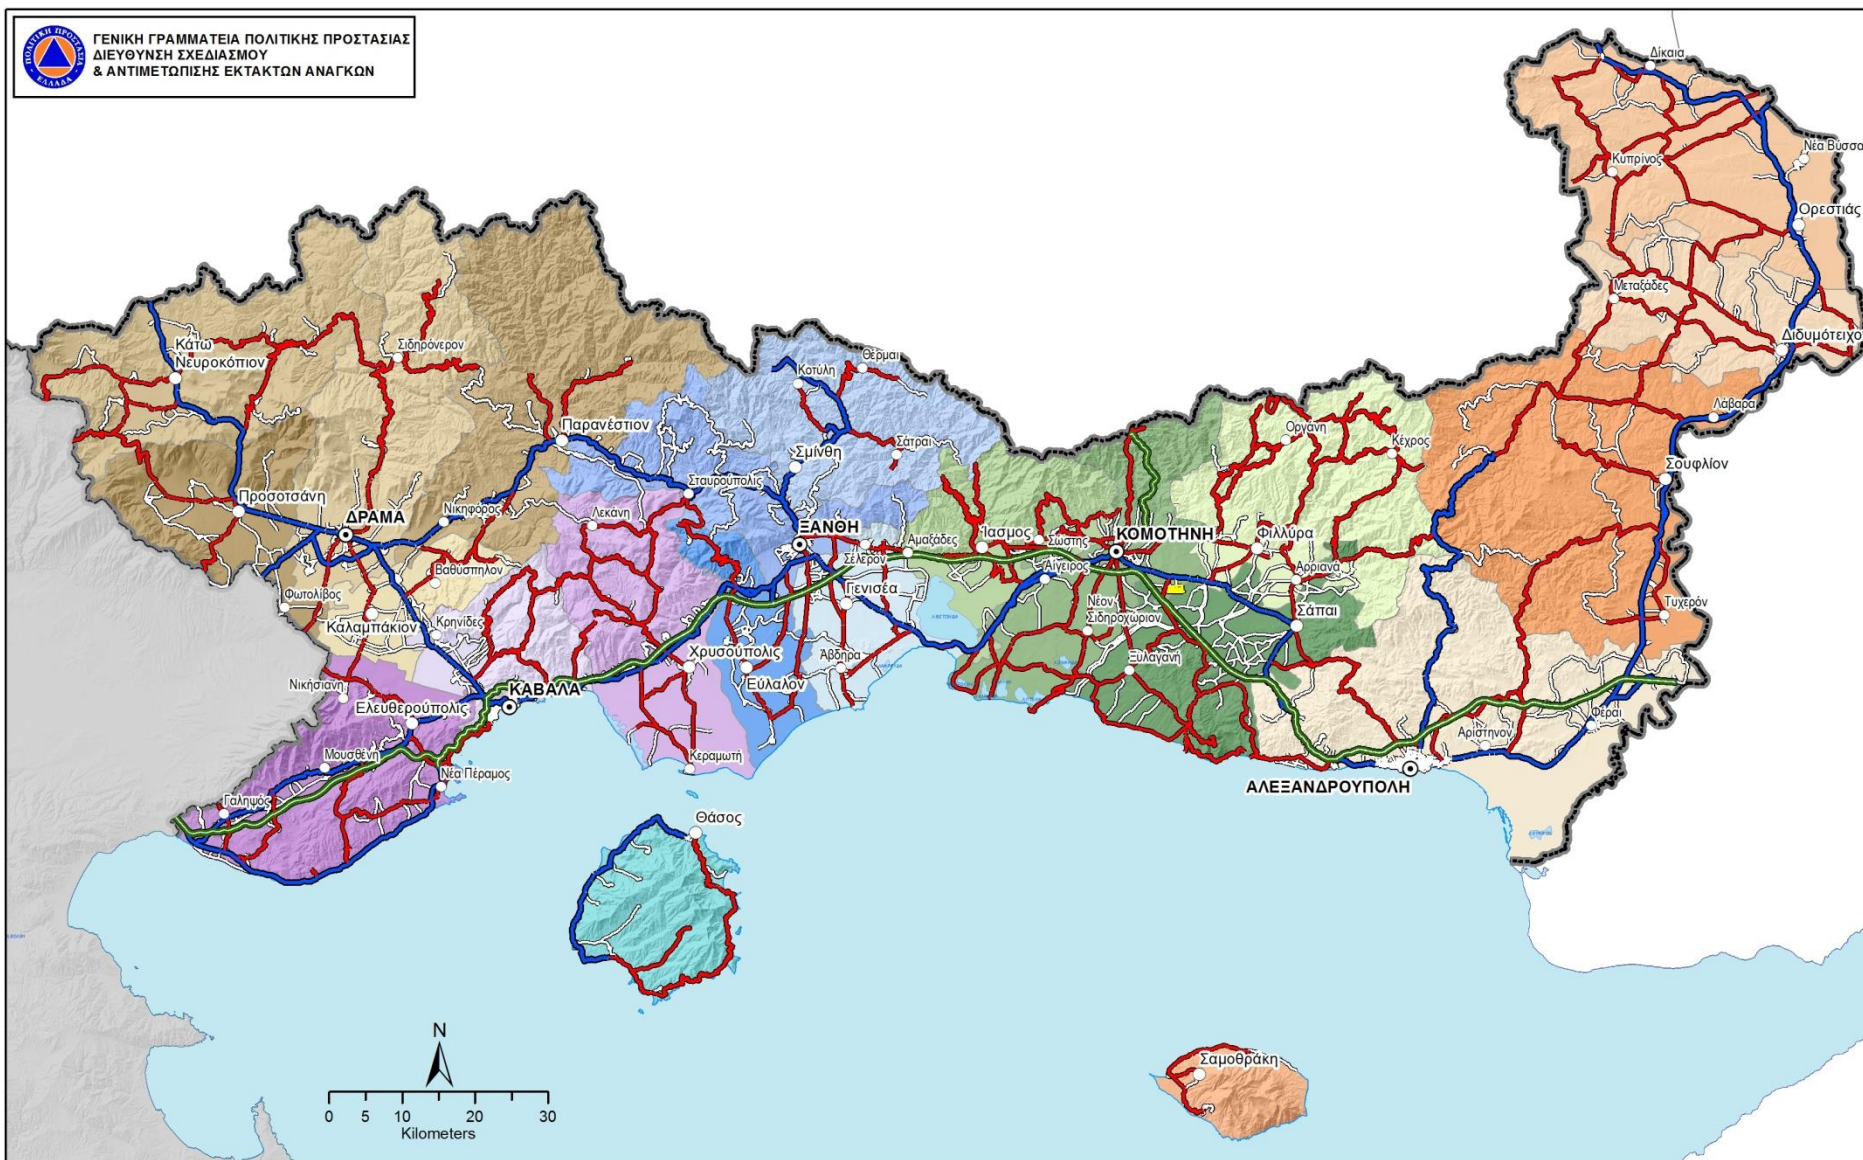 ΓΕΝΙΚΗ ΓΡΑΜΜΑΤΕΙΑ ΠΟΛΙΤΙΚΗΣ ΠΡΟΣΤΑΣΙΑΣ
ΔΙΕΥΘΥΝΣΗ ΣΧΕΔΙΑΣΜΟΥ
& ΑΝΤΙΜΕΤΩΠΙΣΗΣ ΕΚΤΑΚΤΩΝ ΑΝΑΓΚΩΝ
ΠΟΛΙΤΙΚΗ ΠΡΟΣΤΑΣΙΑ
ΕΛΛΑΔΑ
Δίκαια
Νέα Βύσσα
Κυπρίνος
Ορεστιάς
Μεταξάδες
Διδυμότειχο
Λάβαρα
Σουφλίον
Τυχερόν
Φέραι
Αρίστηνον
ΑΛΕΞΑΝΔΡΟΥΠΟΛΗ
Κάτω
Νευροκόπιον
Σιδηρόνερον
Παρανέστιον
Προσοτσάνη
ΔΡΑΜΑ
Νικηφόρος
Βαθύσπηλον
Φωτολίβος
Καλαμπάκιον
Κρηνίδες
Λεκάνη
Σταυρούπολις
Κοτύλη
Θέρμαι
Σμίνθη
Σάτραι
ΞΑΝΘΗ
Σέλερον
Αμαξάδες
Γενισέα
Άβδηρα
Εύλαλον
Χρυσούπολις
Κεραμωτή
ΚΑΒΑΛΑ
Νικήσιανη
Ελευθερούπολις
Μουσθένη
Νέα Πέραμος
Γαληψός
Ίασμος
Σώστης
ΚΟΜΟΤΗΝΗ
Αίγειρος
Νέον
Σιδηροχώριον
Ξυλαγανή
Οργάνη
Κέχρος
Φιλλύρα
Αρριανά
Σάπαι
Θάσος
Σαμοθράκη
N
0 5 10 20 30
Kilometers